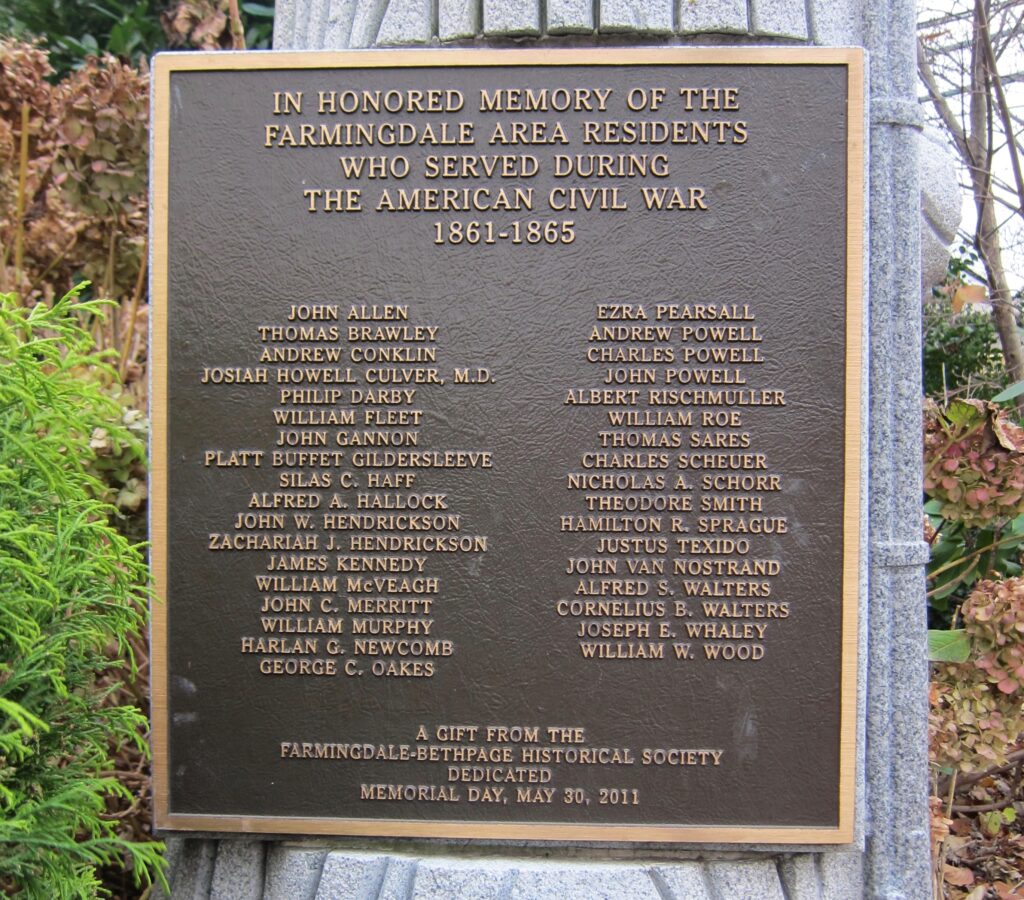 IN HONORED MEMORY OF THE
FARMINGDALE AREA RESIDENTS
WHO SERVED DURING
THE AMERICAN CIVIL WAR
1861-1865
JOHN ALLEN
THOMAS BRAWLEY
ANDREW CONKLIN
JOSIAH HOWELL CULVER, M.D.
PHILIP DARBY
WILLIAM FLEET
JOHN GANNON
PLATT BUFFET GILDERSLEEVE
SILAS C. HAFF
ALFRED A. HALLOCK
JOHN W. HENDRICKSON
ZACHARIAH J. HENDRICKSON
JAMES KENNEDY
WILLIAM McVEAGH
JOHN C. MERRITT
WILLIAM MURPHY
HARLAN G. NEWCOMB
GEORGE C. OAKES
EZRA PEARSALL
ANDREW POWELL
CHARLES POWELL
JOHN POWELL
ALBERT RISCHMULLER
WILLIAM ROE
THOMAS SARES
CHARLES SCHEUER
NICHOLAS A. SCHORR
THEODORE SMITH
HAMILTON R. SPRAGUE
JUSTUS TEXIDO
JOHN VAN NOSTRAND
ALFRED S. WALTERS
CORNELIUS B. WALTERS
JOSEPH E. WHALEY
WILLIAM W. WOOD
A GIFT FROM THE
FARMINGDALE-BETHPAGE HISTORICAL SOCIETY
DEDICATED
MEMORIAL DAY, MAY 30, 2011